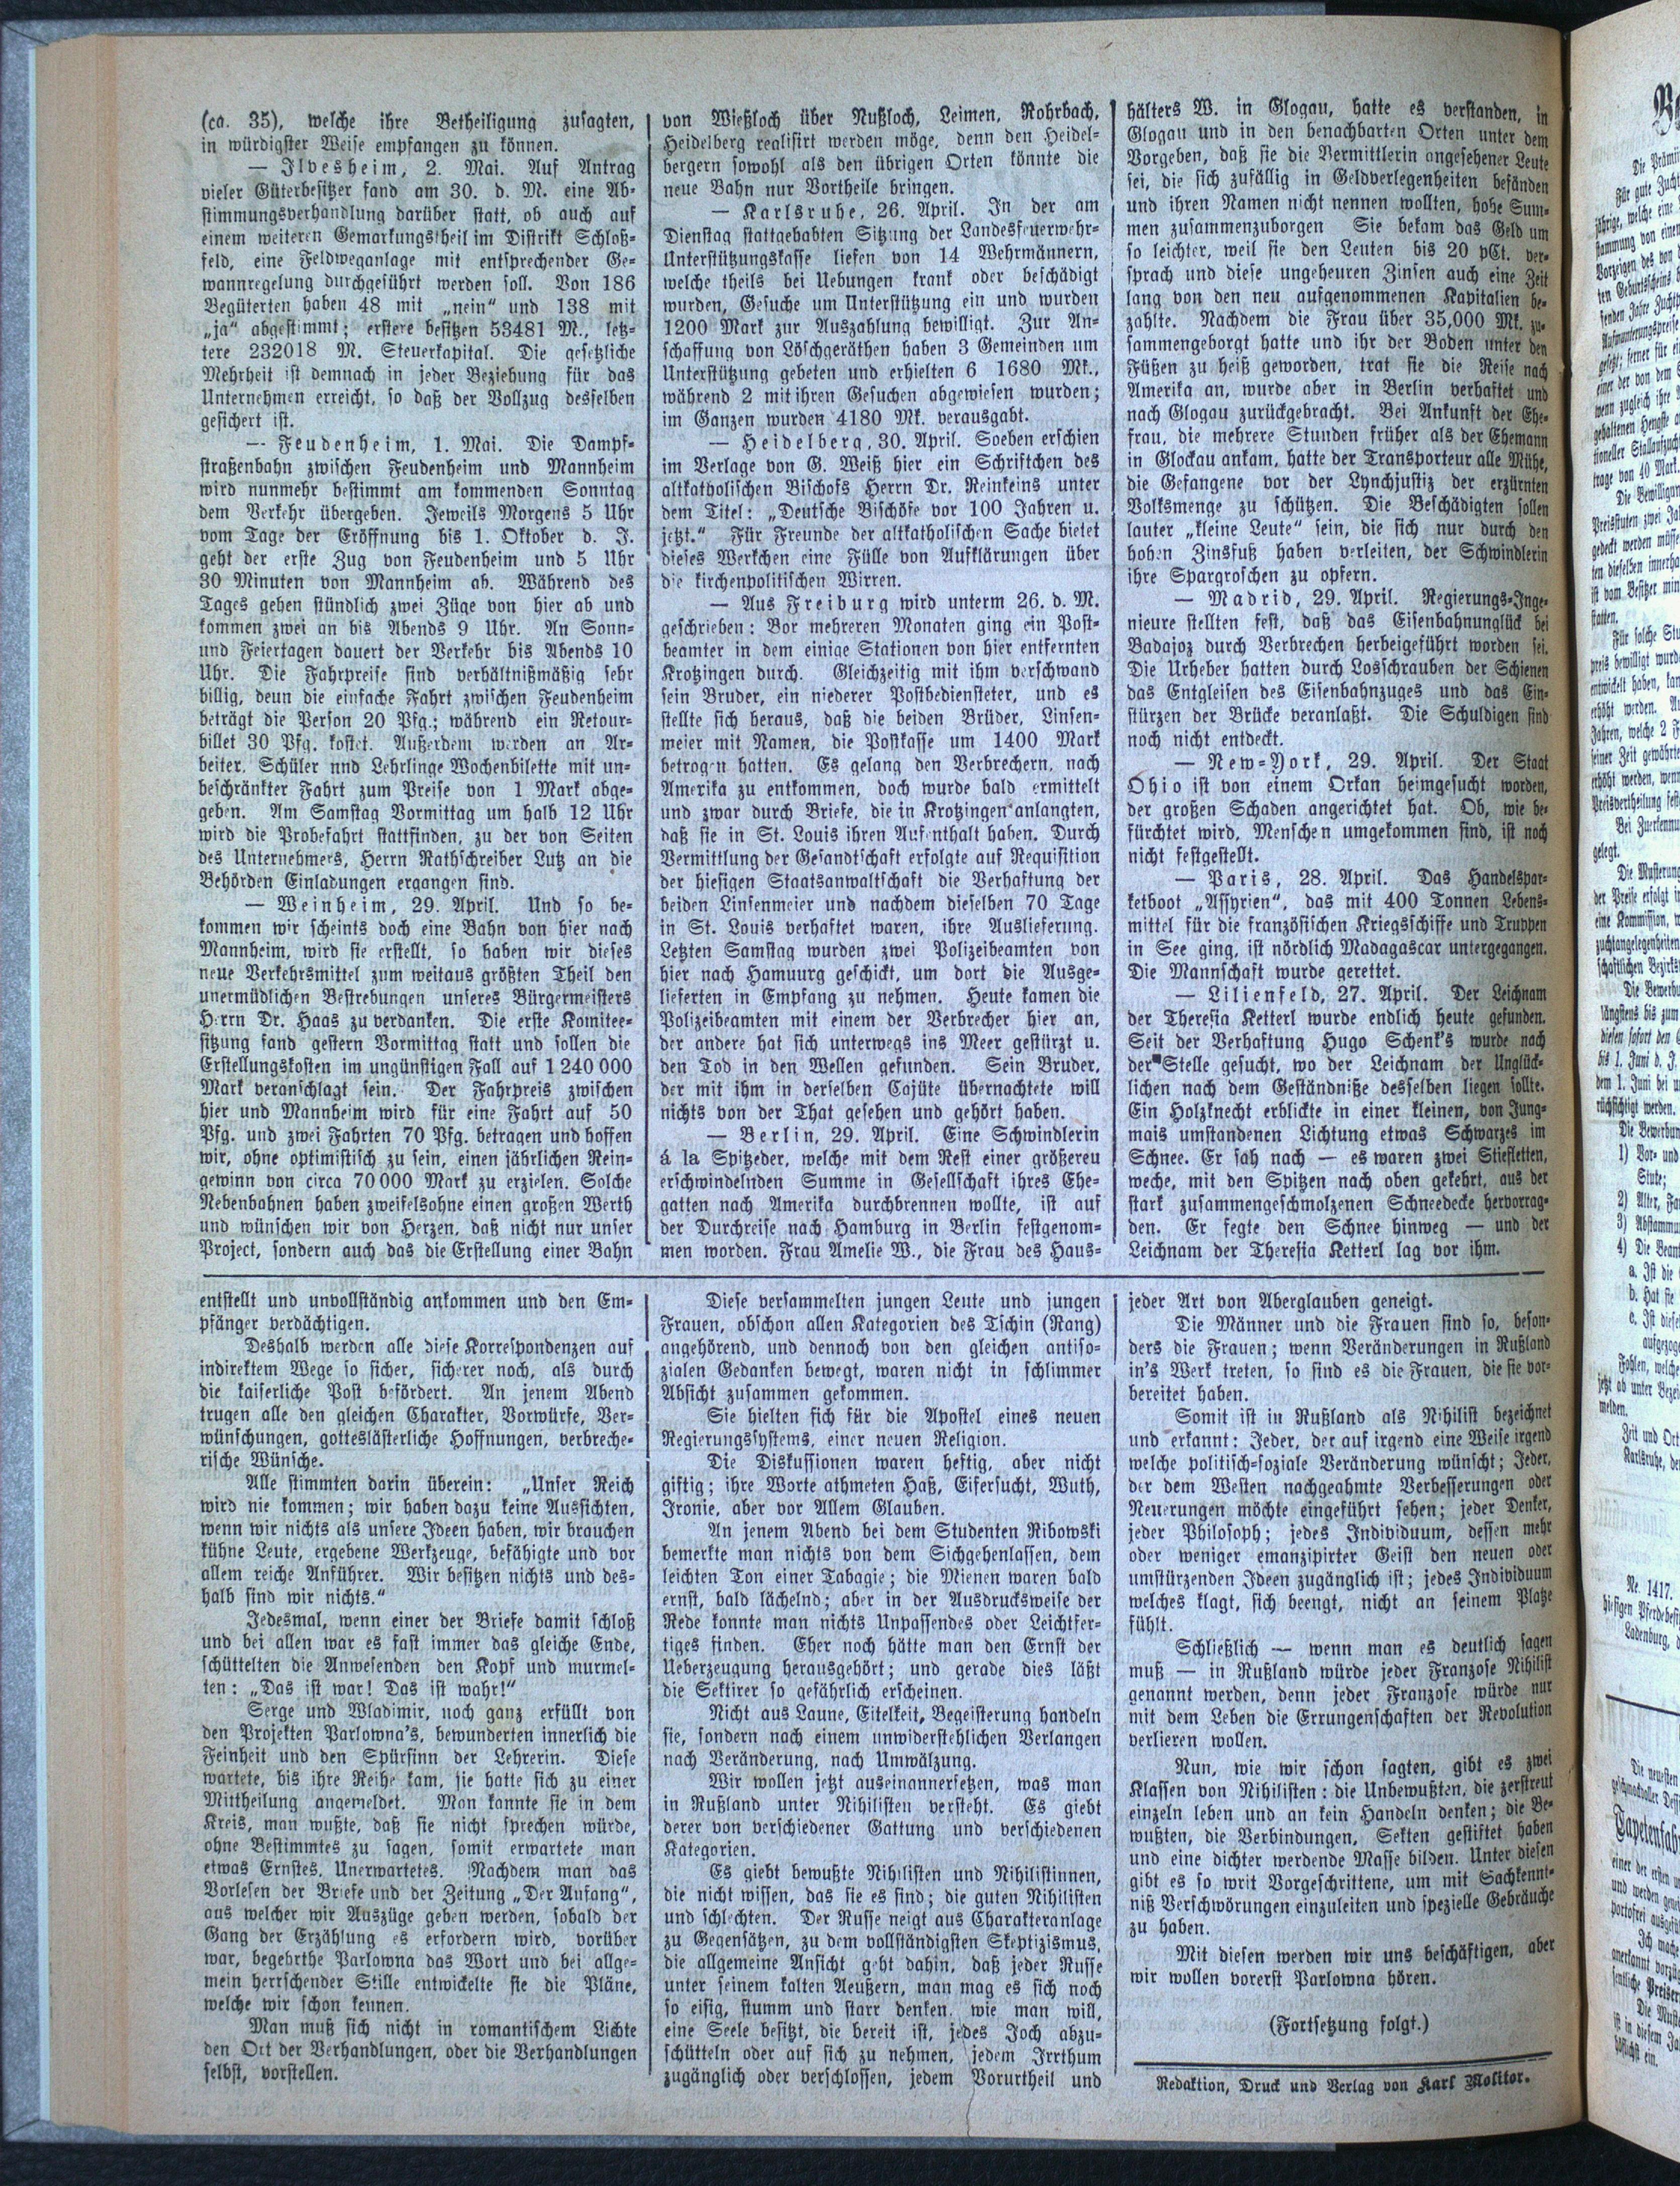 (ca. 35), welche ihre Betheiligung zusagten,
in würdigster Weise empfangen zu können.
— Ilvesheim, 2. Mai. Auf Antrag
vieler Güterbesitzer fand am 30. d. M. eine Ab-
stimmungsverhandlung darüber statt, ob auch auf
einem weiteren Gemarkungstheil im Distrikt Schloß-
feld, eine Feldweganlage mit entsprechender Ge-
wannregelung durchgeführt werden soll. Von 186
Begüterten haben 48 mit „nein“ und 138 mit
„ja“ abgestimmt; erstere besitzen 53481 M., letz-
tere 232018 M. Steuerkapital. Die gesetzliche
Mehrheit ist demnach in jeder Beziehung für das
Unternehmen erreicht, so daß der Vollzug desselben
gesichert ist.
— Feudenheim, 1. Mai. Die Dampf-
straßenbahn zwischen Feudenheim und Mannheim
wird nunmehr bestimmt am kommenden Sonntag
dem Verkehr übergeben. Jeweils Morgens 5 Uhr
vom Tage der Eröffnung bis 1. Oktober d. J.
geht der erste Zug von Feudenheim und 5 Uhr
30 Minuten von Mannheim ab. Während des
Tages gehen stündlich zwei Züge von hier ab und
kommen zwei an bis Abends 9 Uhr. An Sonn-
und Feiertagen dauert der Verkehr bis Abends 10
Uhr. Die Fahrpreise sind verhältnißmäßig sehr
billig, deun die einfache Fahrt zwischen Feudenheim
beträgt die Person 20 Pfg.; während ein Retour-
billet 30 Pfg. kostet. Außerdem werden an Ar-
beiter, Schüler nnd Lehrlinge Wochenbilette mit un-
beschränkter Fahrt zum Preise von 1 Mark abge-
geben. Am Samstag Vormittag um halb 12 Uhr
wird die Probefahrt stattfinden, zu der von Seiten
des Unternehmers, Herrn Rathschreiber Lutz an die
Behörden Einladungen ergangen sind.
— Weinheim, 29. April. Und so be-
kommen wir scheints doch eine Bahn von hier nach
Mannheim, wird sie erstellt, so haben wir dieses
neue Verkehrsmittel zum weitaus größten Theil den
unermüdlichen Bestrebungen unseres Bürgermeisters
Herrn Dr. Haas zu verdanken. Die erste Komitee-
sitzung fand gestern Vormittag statt und sollen die
Erstellungskosten im ungünstigen Fall auf 1 240 000
Mark veranschlagt sein. Der Fahrpreis zwischen
hier und Mannheim wird für eine Fahrt auf 50
Pfg. und zwei Fahrten 70 Pfg. betragen und hoffen
wir, ohne optimistisch zu sein, einen jährlichen Rein-
gewinn von circa 70 000 Mark zu erzielen. Solche
Nebenbahnen haben zweifelsohne einen großen Werth
und wünschen wir von Herzen, daß nicht nur unser
Project, sondern auch das die Erstellung einer Bahn
von Wießloch über Nußloch, Leimen, Rohrbach,
Heidelberg realisirt werden möge, denn den Heidel-
bergern sowohl als den übrigen Orten könnte die
neue Bahn nur Vortheile bringen.
— Karlsruhe, 26. April. In der am
Dienstag stattgehabten Sitzung der Landesfeuerwehr-
Unterstützungskasse liefen von 14 Wehrmännern,
welche theils bei Uebungen krank oder beschädigt
wurden, Gesuche um Unterstützung ein und wurden
1200 Mark zur Auszahlung bewilligt. Zur An-
schaffung von Löschgeräthen haben 3 Gemeinden um
Unterstützung gebeten und erhielten 6 1680 Mk.,
während 2 mit ihren Gesuchen abgewiesen wurden;
im Ganzen wurden 4180 Mk. verausgabt.
— Heidelberg, 30. April. Soeben erschien
im Verlage von G. Weiß hier ein Schriftchen des
altkatholischen Bischofs Herrn Dr. Reinkeins unter
dem Titel: „Deutsche Bischöfe vor 100 Jahren u.
jetzt.“ Für Freunde der altkatholischen Sache bietet
dieses Werkchen eine Fülle von Aufklärungen über
die kirchenpolitischen Wirren.
— Aus Freiburg wird unterm 26. d. M.
geschrieben: Vor mehreren Monaten ging ein Post-
beamter in dem einige Stationen von hier entfernten
Krotzingen durch. Gleichzeitig mit ihm verschwand
sein Bruder, ein niederer Postbediensteter, und es
stellte sich heraus, daß die beiden Brüder, Linsen-
meier mit Namen, die Postkasse um 1400 Mark
betrogen hatten. Es gelang den Verbrechern, nach
Amerika zu entkommen, doch wurde bald ermittelt
und zwar durch Briefe, die in Krotzingen anlangten,
daß sie in St. Louis ihren Aufenthalt haben. Durch
Vermittlung der Gesandtschaft erfolgte auf Requisition
der hiesigen Staatsanwaltschaft die Verhaftung der
beiden Linsenmeier und nachdem dieselben 70 Tage
in St. Louis verhaftet waren, ihre Auslieferung.
Letzten Samstag wurden zwei Polizeibeamten von
hier nach Hamuurg geschickt, um dort die Ausge-
lieferten in Empfang zu nehmen. Heute kamen die
Polizeibeamten mit einem der Verbrecher hier an,
der andere hat sich unterwegs ins Meer gestürzt u.
den Tod in den Wellen gefunden. Sein Bruder,
der mit ihm in derselben Cajüte übernachtete will
nichts von der That gesehen und gehört haben.
— Berlin, 29. April. Eine Schwindlerin
á la Spitzeder, welche mit dem Rest einer größereu
erschwindelnden Summe in Gesellschaft ihres Ehe-
gatten nach Amerika durchbrennen wollte, ist auf
der Durchreise nach Hamburg in Berlin festgenom-
men worden. Frau Amelie W., die Frau des Haus-
hälters W. in Glogau, hatte es verstanden, in
Glogau und in den benachbarten Orten unter dem
Vorgeben, daß sie die Vermittlerin angesehener Leute
sei, die sich zufällig in Geldverlegenheiten befänden
und ihren Namen nicht nennen wollten, hohe Sum-
men zusammenzuborgen Sie bekam das Geld um
so leichter, weil sie den Leuten bis 20 pCt. ver-
sprach und diese ungeheuren Zinsen auch eine Zeit
lang von den neu aufgenommenen Kapitalien be-
zahlte. Nachdem die Frau über 35,000 Mk. zu-
sammengeborgt hatte und ihr der Boden unter den
Füßen zu heiß geworden, trat sie die Reise nach
Amerika an, wurde aber in Berlin verhaftet und
nach Glogau zurückgebracht. Bei Ankunft der Ehe-
frau, die mehrere Stunden früher als der Ehemann
in Glockau ankam, hatte der Transporteur alle Mühe,
die Gefangene vor der Lynchjustiz der erzürnten
Volksmenge zu schützen. Die Beschädigten sollen
lauter „kleine Leute“ sein, die sich nur durch den
hohen Zinsfuß haben verleiten, der Schwindlerin
ihre Spargroschen zu opfern.
— Madrid, 29. April. Regierungs-Inge-
nieure stellten fest, daß das Eisenbahnunglück bei
Badajoz durch Verbrechen herbeigeführt worden sei.
Die Urheber hatten durch Losschrauben der Schienen
das Entgleisen des Eisenbahnzuges und das Ein-
stürzen der Brücke veranlaßt. Die Schuldigen sind
noch nicht entdeckt.
— New-York, 29. April. Der Staat
Ohio ist von einem Orkan heimgesucht worden,
der großen Schaden angerichtet hat. Ob, wie be-
fürchtet wird, Menschen umgekommen sind, ist noch
nicht festgestellt.
— Paris, 28. April. Das Handelspar-
ketboot „Assyrien“, das mit 400 Tonnen Lebens-
mittel für die französischen Kriegsschiffe und Truppen
in See ging, ist nördlich Madagascar untergegangen.
Die Mannschaft wurde gerettet.
— Lilienfeld, 27. April. Der Leichnam
der Theresia Ketterl wurde endlich heute gefunden.
Seit der Verhaftung Hugo Schenk's wurde nach
der Stelle gesucht, wo der Leichnam der Unglück-
lichen nach dem Geständniße desselben liegen sollte.
Ein Holzknecht erblickte in einer kleinen, von Jung-
mais umstandenen Lichtung etwas Schwarzes im
Schnee. Er sah nach — es waren zwei Stiefletten,
weche, mit den Spitzen nach oben gekehrt, aus der
stark zusammengeschmolzenen Schneedecke hervorrag-
den. Er fegte den Schnee hinweg — und der
Leichnam der Theresia Ketterl lag vor ihm.
entstellt und unvollständig ankommen und den Em-
pfänger verdächtigen.
Deshalb werden alle diese Korrespondenzen auf
indirektem Wege so sicher, sicherer noch, als durch
die kaiserliche Post befördert. An jenem Abend
trugen alle den gleichen Charakter, Vorwürfe, Ver-
wünschungen, gotteslästerliche Hoffnungen, verbreche-
rische Wünsche.
Alle stimmten darin überein: „Unser Reich
wird nie kommen; wir haben dazu keine Aussichten,
wenn wir nichts als unsere Ideen haben, wir brauchen
kühne Leute, ergebene Werkzeuge, befähigte und vor
allem reiche Anführer. Wir besitzen nichts und des-
halb sind wir nichts.“
Jedesmal, wenn einer der Briefe damit schloß
und bei allen war es fast immer das gleiche Ende,
schüttelten die Anwesenden den Kopf und murmel-
ten: „Das ist war! Das ist wahr!“
Serge und Wladimir, noch ganz erfüllt von
den Projekten Parlowna's, bewunderten innerlich die
Feinheit und den Spürsinn der Lehrerin. Diese
wartete, bis ihre Reihe kam, sie hatte sich zu einer
Mittheilung angemeldet. Man kannte sie in dem
Kreis, man wußte, daß sie nicht sprechen würde,
ohne Bestimmtes zu sagen, somit erwartete man
etwas Ernstes, Unerwartetes. Nachdem man das
Vorlesen der Briefe und der Zeitung „Der Anfang“,
aus welcher wir Auszüge geben werden, sobald der
Gang der Erzählung es erfordern wird, vorüber
war, begehrthe Parlowna das Wort und bei allge-
mein herrschender Stille entwickelte sie die Pläne,
welche wir schon kennen.
Man muß sich nicht in romantischem Lichte
den Ort der Verhandlungen, oder die Verhandlungen
selbst, vorstellen.
Diese versammelten jungen Leute und jungen
Frauen, obschon allen Kategorien des Tschin (Rang)
angehörend, und dennoch von den gleichen antiso-
zialen Gedanken bewegt, waren nicht in schlimmer
Absicht zusammen gekommen.
Sie hielten sich für die Apostel eines neuen
Regierungssystems, einer neuen Religion.
Die Diskussionen waren heftig, aber nicht
giftig; ihre Worte athmeten Haß, Eifersucht, Wuth,
Ironie, aber vor Allem Glauben.
An jenem Abend bei dem Studenten Ribowski
bemerkte man nichts von dem Sichgehenlassen, dem
leichten Ton einer Tabagie; die Mienen waren bald
ernst, bald lächelnd; aber in der Ausdrucksweise der
Rede konnte man nichts Unpassendes oder Leichtfer-
tiges finden. Eher noch hätte man den Ernst der
Ueberzeugung herausgehört; und gerade dies läßt
die Sektirer so gefährlich erscheinen.
Nicht aus Laune, Eitelkeit, Begeisterung handeln
sie, sondern nach einem unwiderstehlichen Verlangen
nach Veränderung, nach Umwälzung.
Wir wollen jetzt auseinannersetzen, was man
in Rußland unter Nihilisten versteht. Es giebt
derer von verschiedener Gattung und verschiedenen
Kategorien.
Es giebt bewußte Nihilisten und Nihilistinnen,
die nicht wissen, das sie es sind; die guten Nihilisten
und schlechten. Der Russe neigt aus Charakteranlage
zu Gegensätzen, zu dem vollständigsten Skeptizismus,
die allgemeine Ansicht geht dahin, daß jeder Russe
unter seinem kalten Aeußern, man mag es sich noch
so eisig, stumm und starr denken, wie man will,
eine Seele besitzt, die bereit ist, jedes Joch abzu-
schütteln oder auf sich zu nehmen, jedem Irrthum
zugänglich oder verschlossen, jedem Vorurtheil und
jeder Art von Aberglauben geneigt.
Die Männer und die Frauen sind so, beson-
ders die Frauen; wenn Veränderungen in Rußland
in's Werk treten, so sind es die Frauen, die sie vor-
bereitet haben.
Somit ist in Rußland als Nihilist bezeichnet
und erkannt: Jeder, der auf irgend eine Weise irgend
welche politisch-soziale Veränderung wünscht; Jeder,
der dem Westen nachgeahmte Verbesserungen oder
Neuerungen möchte eingeführt sehen; jeder Denker,
jeder Philosoph; jedes Individuum, dessen mehr
oder weniger emanzipirter Geist den neuen oder
umstürzenden Ideen zugänglich ist; jedes Individuum
welches klagt, sich beengt, nicht an seinem Platze
fühlt.
Schließlich — wenn man es deutlich sagen
muß — in Rußland würde jeder Franzose Nihilist
genannt werden, denn jeder Franzose würde nur
mit dem Leben die Errungenschaften der Revolution
verlieren wollen.
Nun, wie wir schon sagten, gibt es zwei
Klassen von Nihilisten: die Unbewußten, die zerstreut
einzeln leben und an kein Handeln denken; die Be-
wußten, die Verbindungen, Sekten gestiftet haben
und eine dichter werdende Masse bilden. Unter diesen
gibt es so writ Vorgeschrittene, um mit Sachkennt-
niß Verschwörungen einzuleiten und spezielle Gebräuche
zu haben.
Mit diesen werden wir uns beschäftigen, aber
wir wollen vorerst Parlowna hören.
(Fortsetzung folgt.)
Redaktion, Druck und Verlag von Karl Molitor.